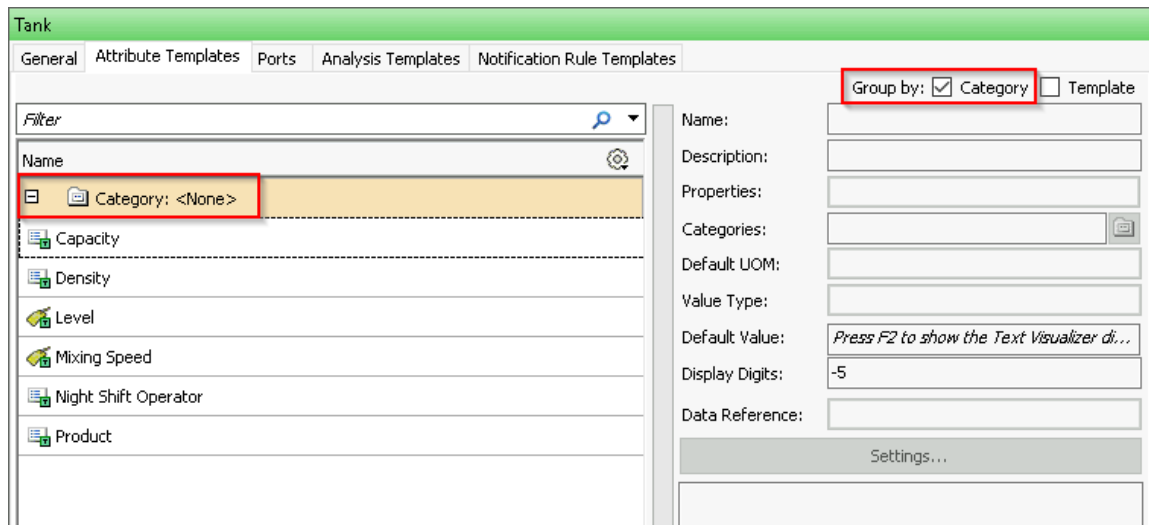 Tank
General Attribute Templates Ports Analysis Templates Notification Rule Templates
Group by: Category Template
Filter
Name
Category: <None>
Capacity
Density
Level
Mixing Speed
Night Shift Operator
Product
Name:
Description:
Properties:
Categories:
Default UOM:
Value Type:
Default Value: Press F2 to show the Text Visualizer di...
Display Digits: -5
Data Reference:
Settings...